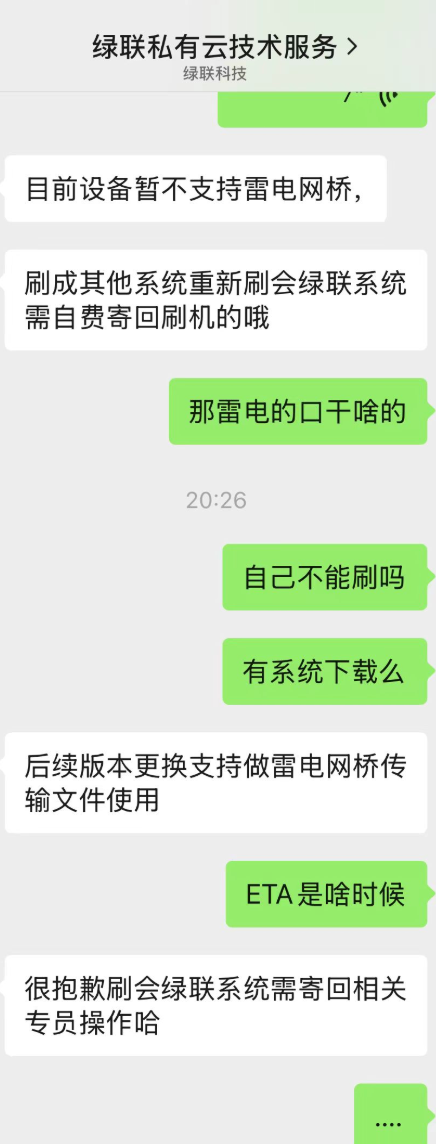 绿联私有云技术服务
绿联科技
目前设备暂不支持雷电网桥，
刷成其他系统重新刷会绿联系统
需自费寄回刷机的哦
那雷电的口干啥的
20:26
自己不能刷吗
有系统下载么
后续版本更换支持做雷电网桥传
输文件使用
ETA是啥时候
很抱歉刷会绿联系统需寄回相关
专员操作哈
....